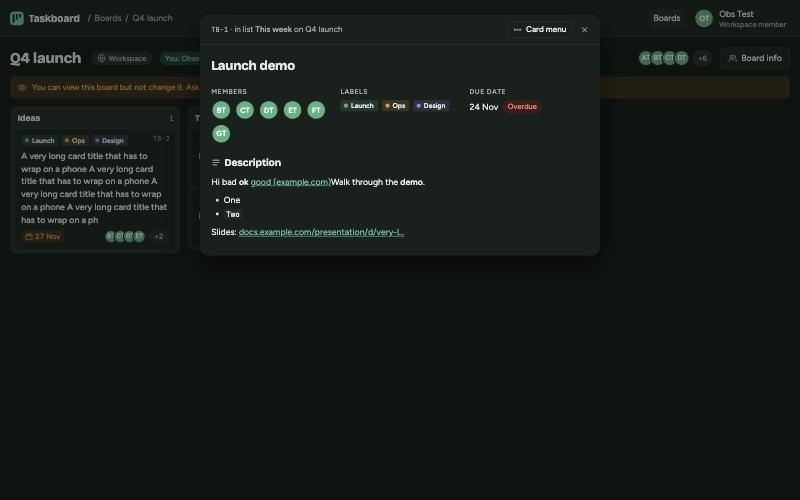 Taskboard / Boards / Q4 launch
Boards
OT
Obs Test
Workspace member
Q4 launch
Workspace
You: Obse
AT BT CT DT +6
Board info
You can view this board but not change it. Ask
Ideas 1
Launch Ops Design TB-2
A very long card title that has to
wrap on a phone A very long card
title that has to wrap on a phone A
very long card title that has to wrap
on a phone A very long card title that
has to wrap on a ph
27 Nov
BT CT DT ET +2
TB-1 · in list This week on Q4 launch
Card menu
Launch demo
MEMBERS
BT CT DT ET FT
GT
LABELS
Launch Ops Design
DUE DATE
24 Nov Overdue
Description
Hi bad ok good (example.com)Walk through the demo.
• One
• Two
Slides: docs.example.com/presentation/d/very-l…